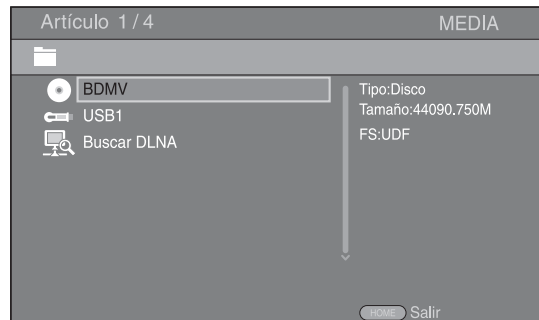 Artículo 1 / 4
MEDIA
BDMV
USB1
Buscar DLNA
Tipo:Disco
Tamaño:44090.750M
FS:UDF
HOME Salir